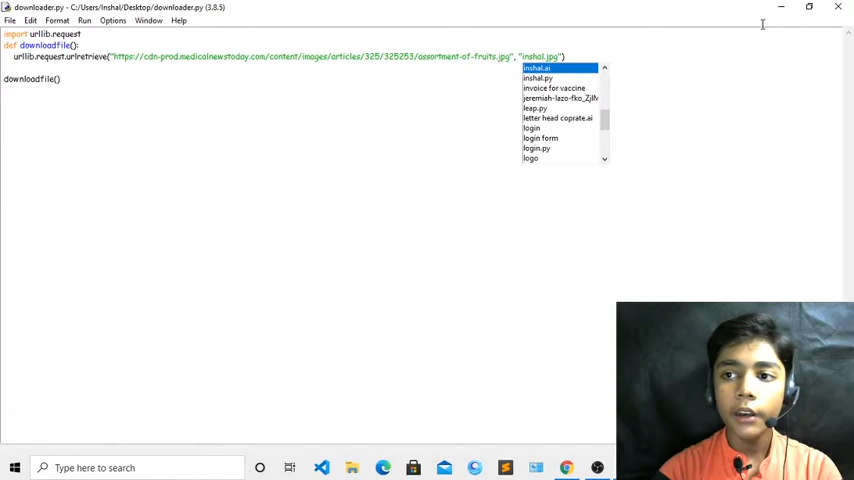 downloader.py - C:/Users/Inshal/Desktop/downloader.py (3.8.5)
File Edit Format Run Options Window Help
import urllib.request
def downloadfile():
urllib.request.urlretrieve("https://cdn-prod.medicalnewstoday.com/content/images/articles/325/325253/assortment-of-fruits.jpg", "inshal.jpg")
downloadfile()
inshal.ai
inshal.py
invoice for vaccine
leap.py
letter head coprate.ai
login
login form
login.py
logo
Type here to search